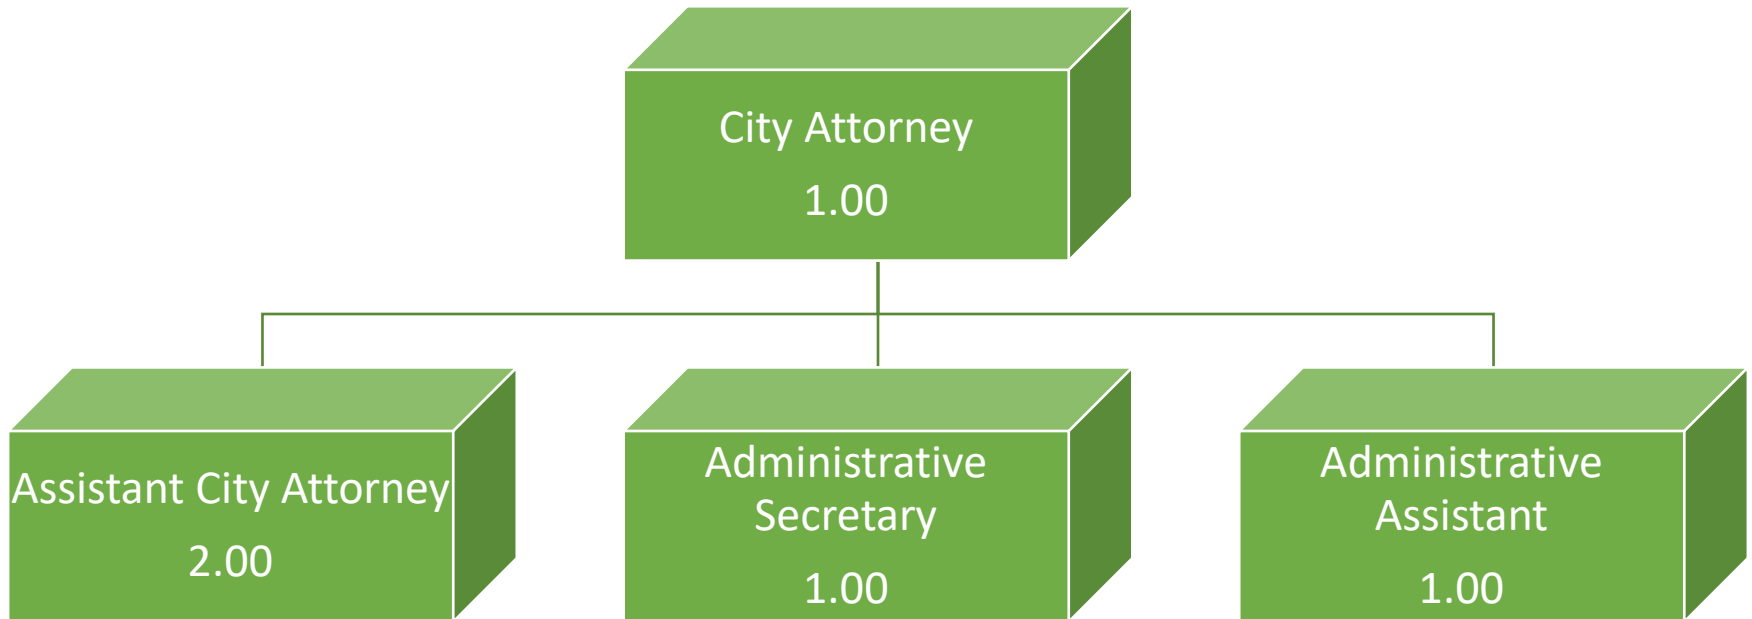 City Attorney
1.00
Assistant City Attorney
2.00
Administrative
Secretary
1.00
Administrative
Assistant
1.00